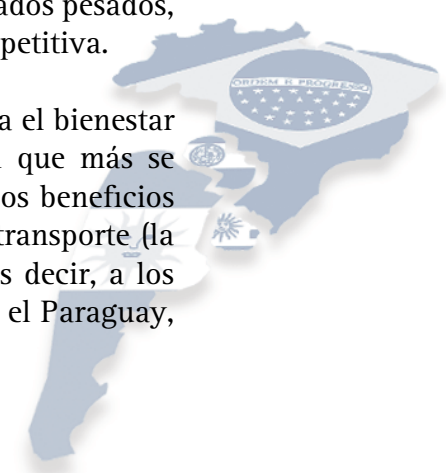 ados pesados,
petitiva.
a el bienestar
que más se
os beneficios
transporte (la
s decir, a los
el Paraguay,
ORDEM E PROGRESSO